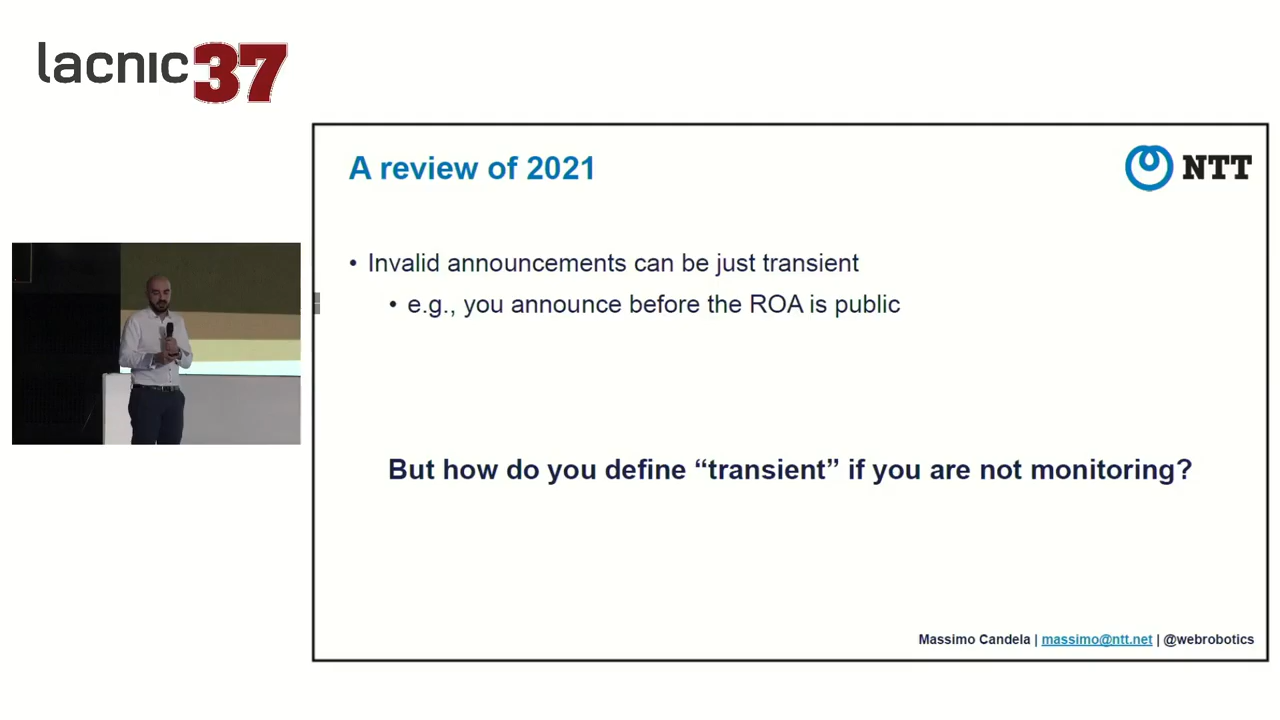 lacnic37
A review of 2021
NTT
• Invalid announcements can be just transient
• e.g., you announce before the ROA is public
But how do you define “transient” if you are not monitoring?
Massimo Candela | massimo@ntt.net | @webrobotics